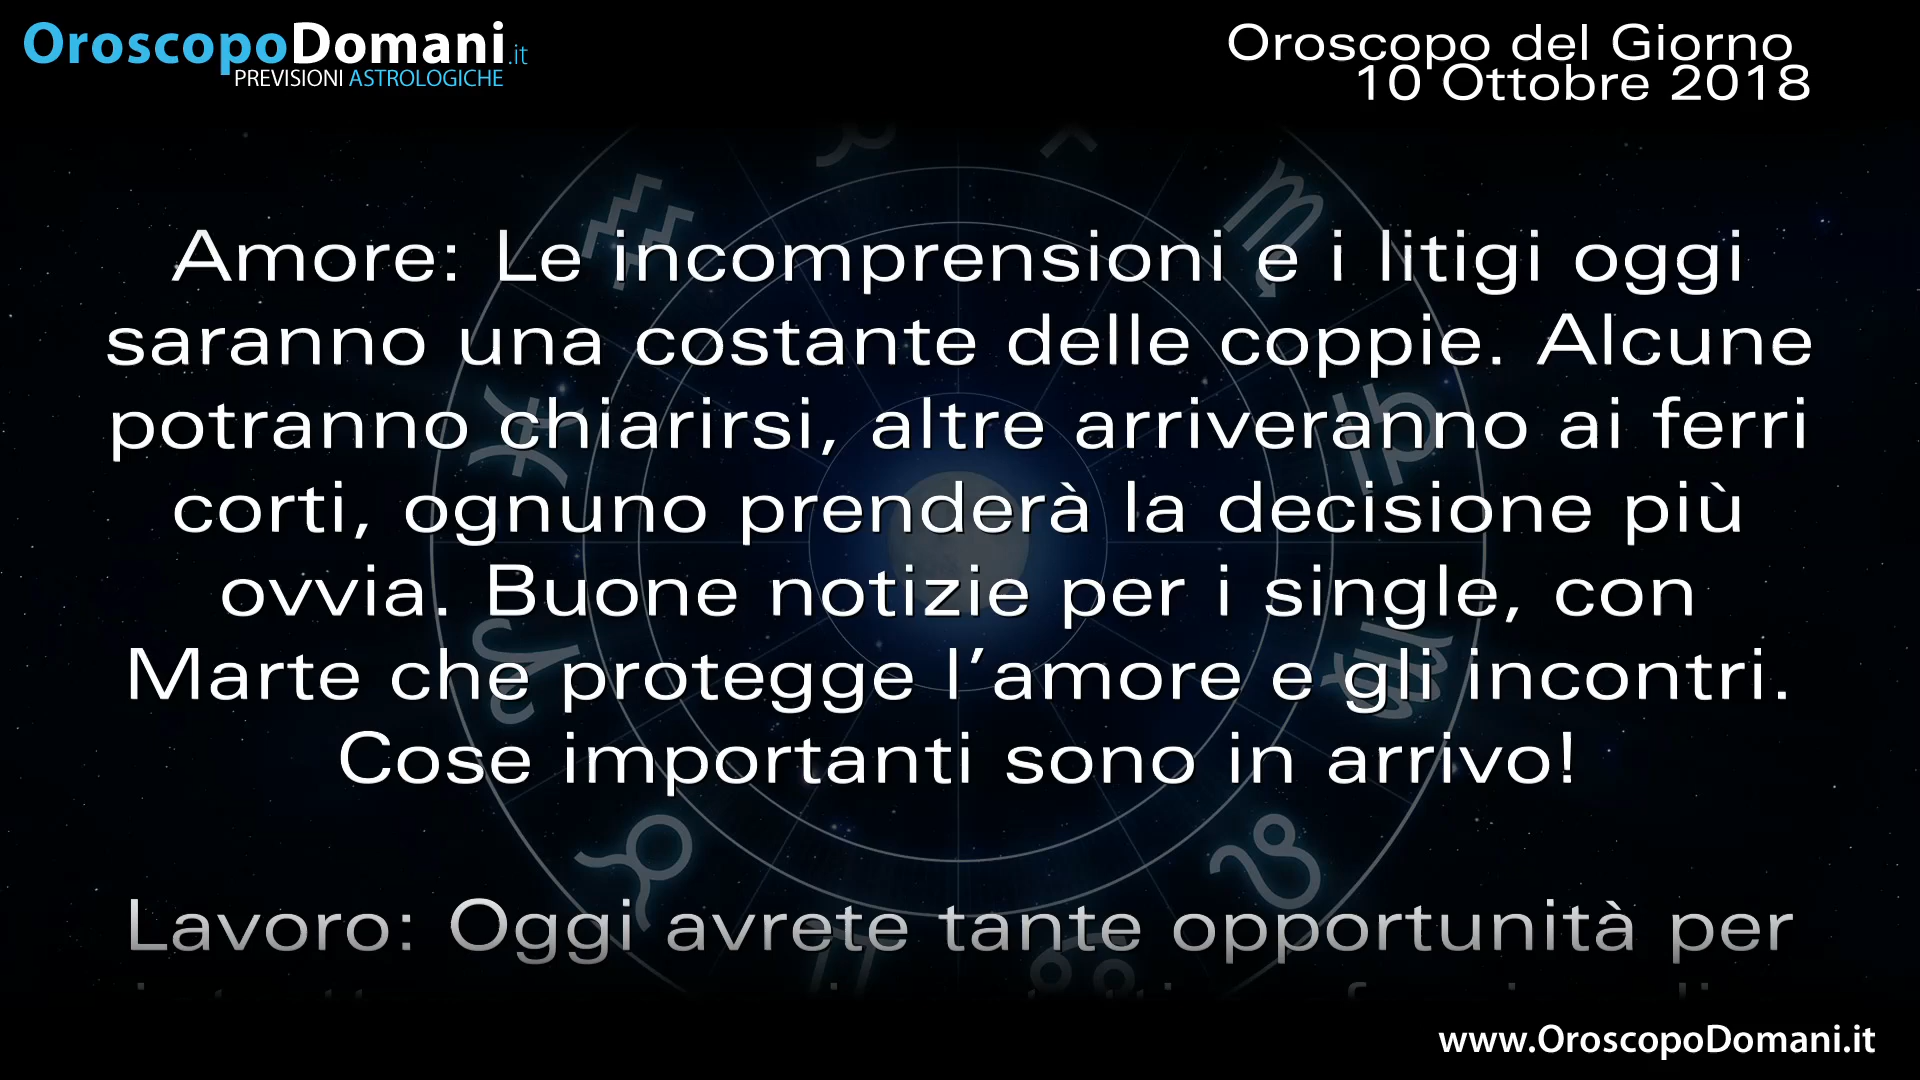 OroscopoDomani.it
PREVISIONI ASTROLOGICHE
Oroscopo del Giorno
10 Ottobre 2018
Amore: Le incomprensioni e i litigi oggi
saranno una costante delle coppie. Alcune
potranno chiarirsi, altre arriveranno ai ferri
corti, ognuno prenderà la decisione più
ovvia. Buone notizie per i single, con
Marte che protegge l’amore e gli incontri.
Cose importanti sono in arrivo!
Lavoro: Oggi avrete tante opportunità per
www.OroscopoDomani.it